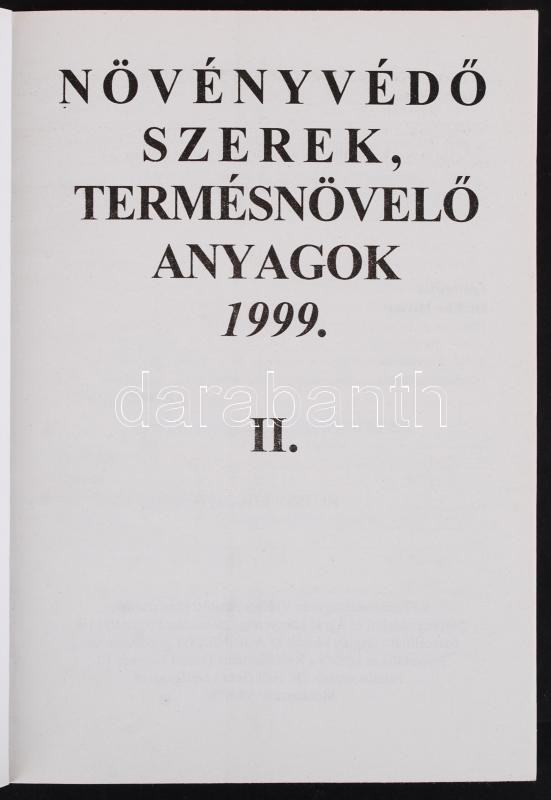 NÖVÉNYVÉDŐ
SZEREK,
TERMÉSNÖVELŐ
ANYAGOK
1999.
darabanth
II.